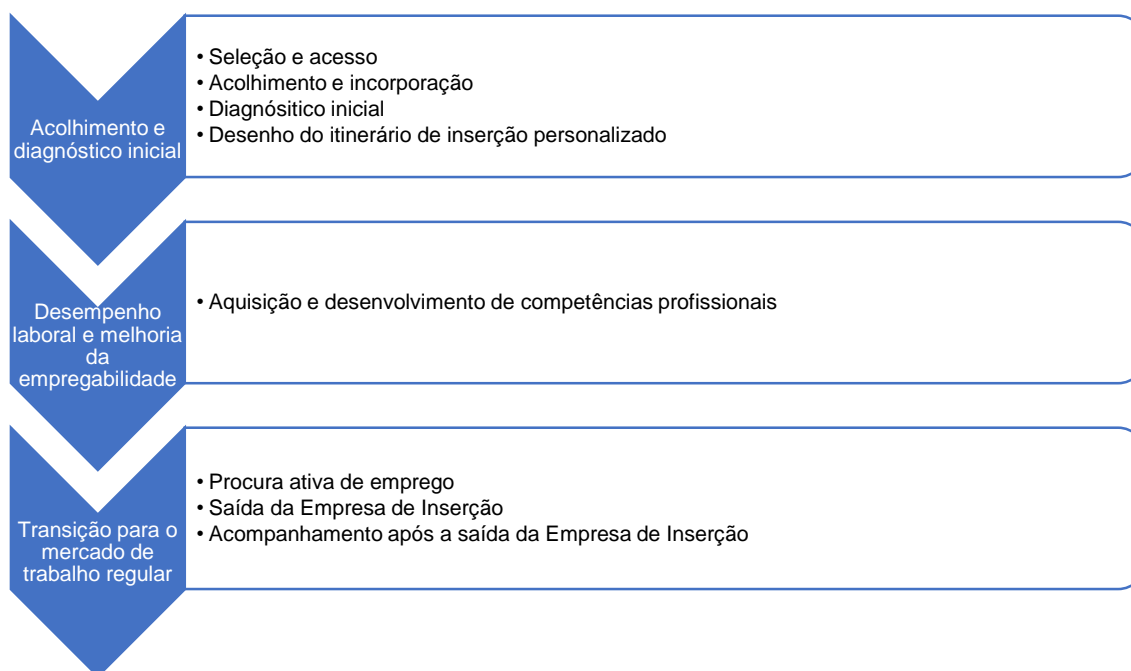 Acolhimento e
diagnóstico inicial
• Seleção e acesso
• Acolhimento e incorporação
• Diagnósitico inicial
• Desenho do itinerário de inserção personalizado
Desempenho
laboral e melhoria
da
empregabilidade
• Aquisição e desenvolvimento de competências profissionais
Transição para o
mercado de
trabalho regular
• Procura ativa de emprego
• Saída da Empresa de Inserção
• Acompanhamento após a saída da Empresa de Inserção